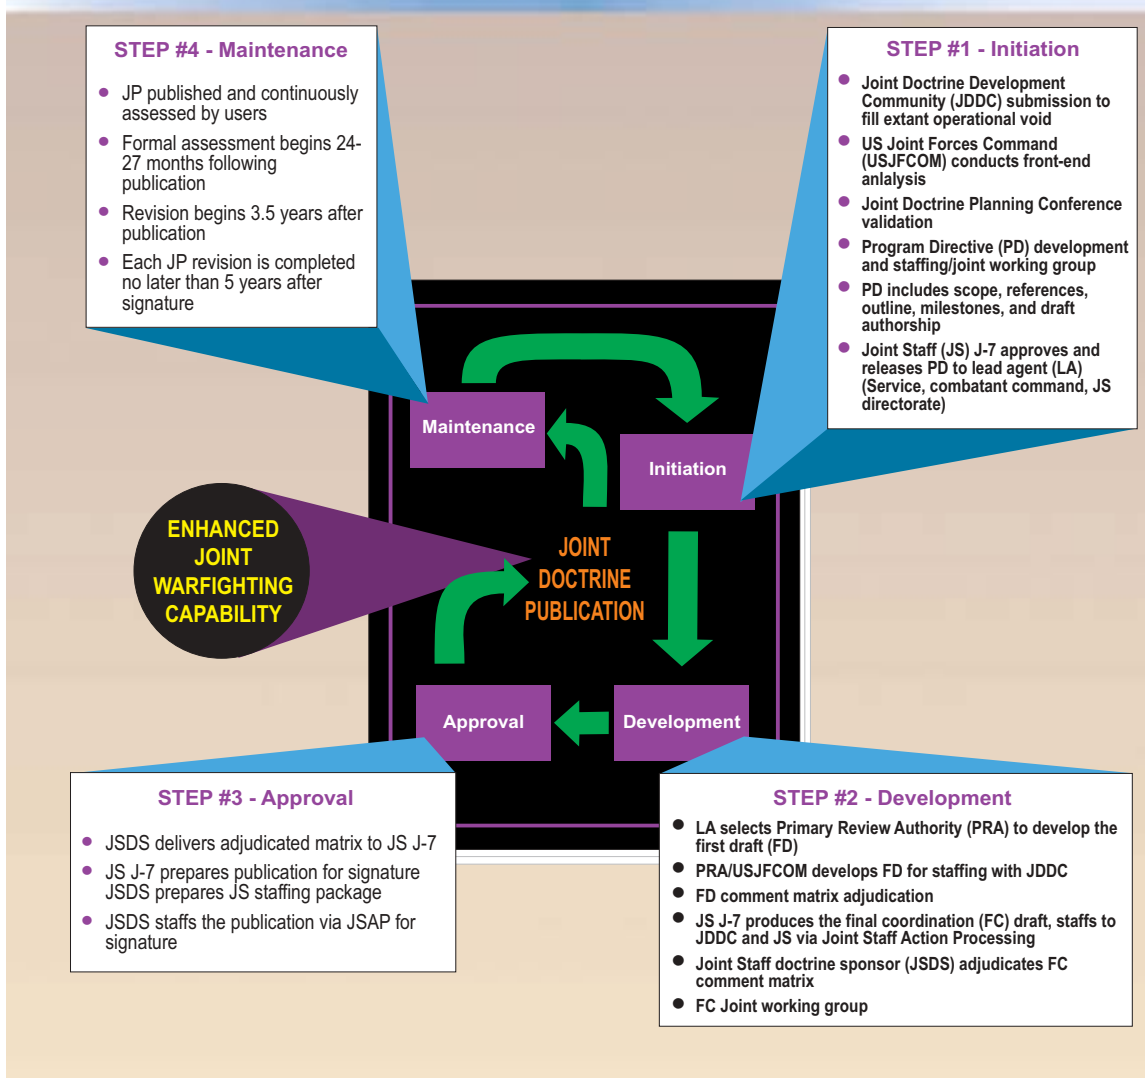 STEP #4 - Maintenance
• JP published and continuously
assessed by users
• Formal assessment begins 24-
27 months following
publication
• Revision begins 3.5 years after
publication
• Each JP revision is completed
no later than 5 years after
signature
STEP #1 - Initiation
• Joint Doctrine Development
Community (JDDC) submission to
fill extant operational void
• US Joint Forces Command
(USJFCOM) conducts front-end
anlalysis
• Joint Doctrine Planning Conference
validation
• Program Directive (PD) development
and staffing/joint working group
• PD includes scope, references,
outline, milestones, and draft
authorship
• Joint Staff (JS) J-7 approves and
releases PD to lead agent (LA)
(Service, combatant command, JS
directorate)
Maintenance
Initiation
ENHANCED
JOINT
WARFIGHTING
CAPABILITY
JOINT
DOCTRINE
PUBLICATION
Approval
Development
STEP #3 - Approval
• JSDS delivers adjudicated matrix to JS J-7
• JS J-7 prepares publication for signature
JSDS prepares JS staffing package
• JSDS staffs the publication via JSAP for
signature
STEP #2 - Development
• LA selects Primary Review Authority (PRA) to develop the
first draft (FD)
• PRA/USJFCOM develops FD for staffing with JDDC
• FD comment matrix adjudication
• JS J-7 produces the final coordination (FC) draft, staffs to
JDDC and JS via Joint Staff Action Processing
• Joint Staff doctrine sponsor (JSDS) adjudicates FC
comment matrix
• FC Joint working group